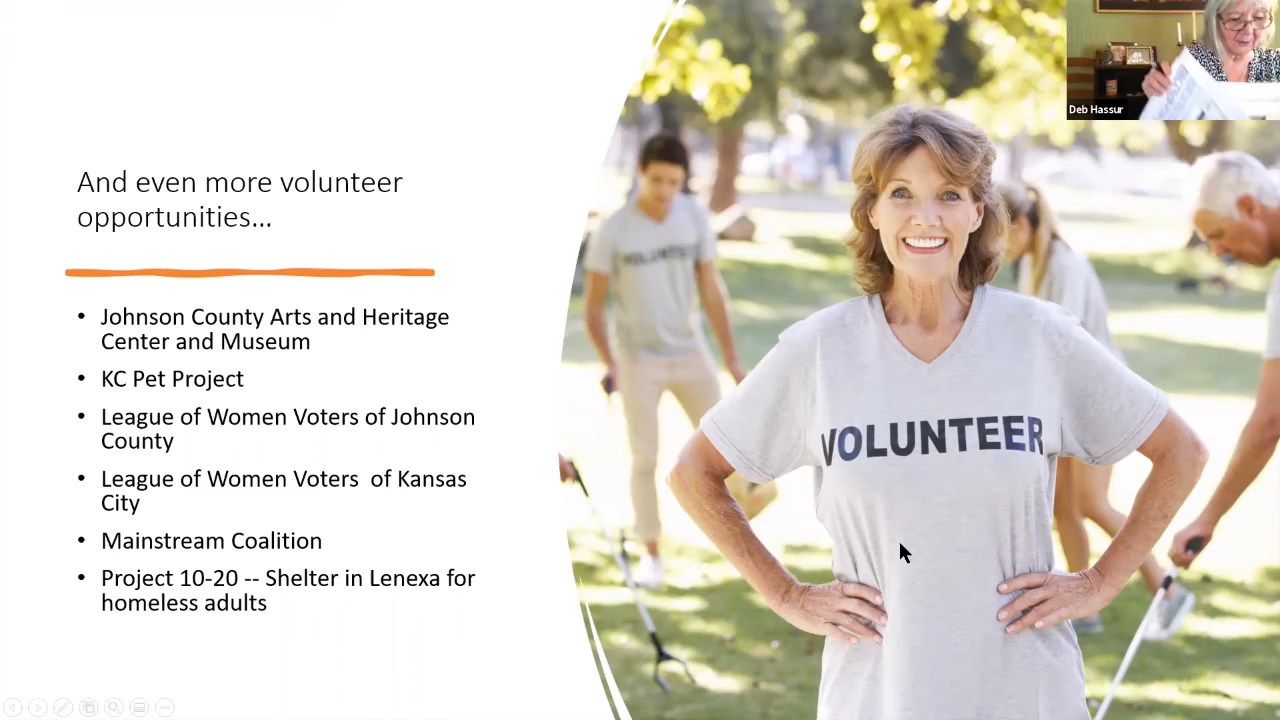 Deb Hassur
And even more volunteer
opportunities...
• Johnson County Arts and Heritage
Center and Museum
• KC Pet Project
• League of Women Voters of Johnson
County
• League of Women Voters  of Kansas
City
• Mainstream Coalition
• Project 10-20 -- Shelter in Lenexa for
homeless adults
VOLUNTEER
VOLUNTEER